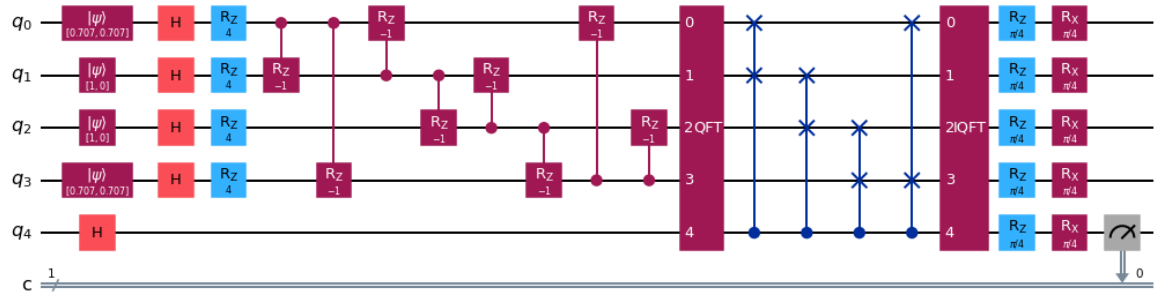 q0 |ψ⟩ [0.707, 0.707] H RZ 4 RZ -1 RZ -1 0 0 RZ π/4 RX π/4
q1 |ψ⟩ [1, 0] H RZ 4 RZ -1 RZ -1 1 1 RZ π/4 RX π/4
q2 |ψ⟩ [1, 0] H RZ 4 RZ -1 RZ -1 2 QFT 2 IQFT RZ π/4 RX π/4
q3 |ψ⟩ [0.707, 0.707] H RZ 4 RZ -1 RZ -1 3 3 RZ π/4 RX π/4
q4 H 4 4 RZ π/4 RX π/4
c 1 0